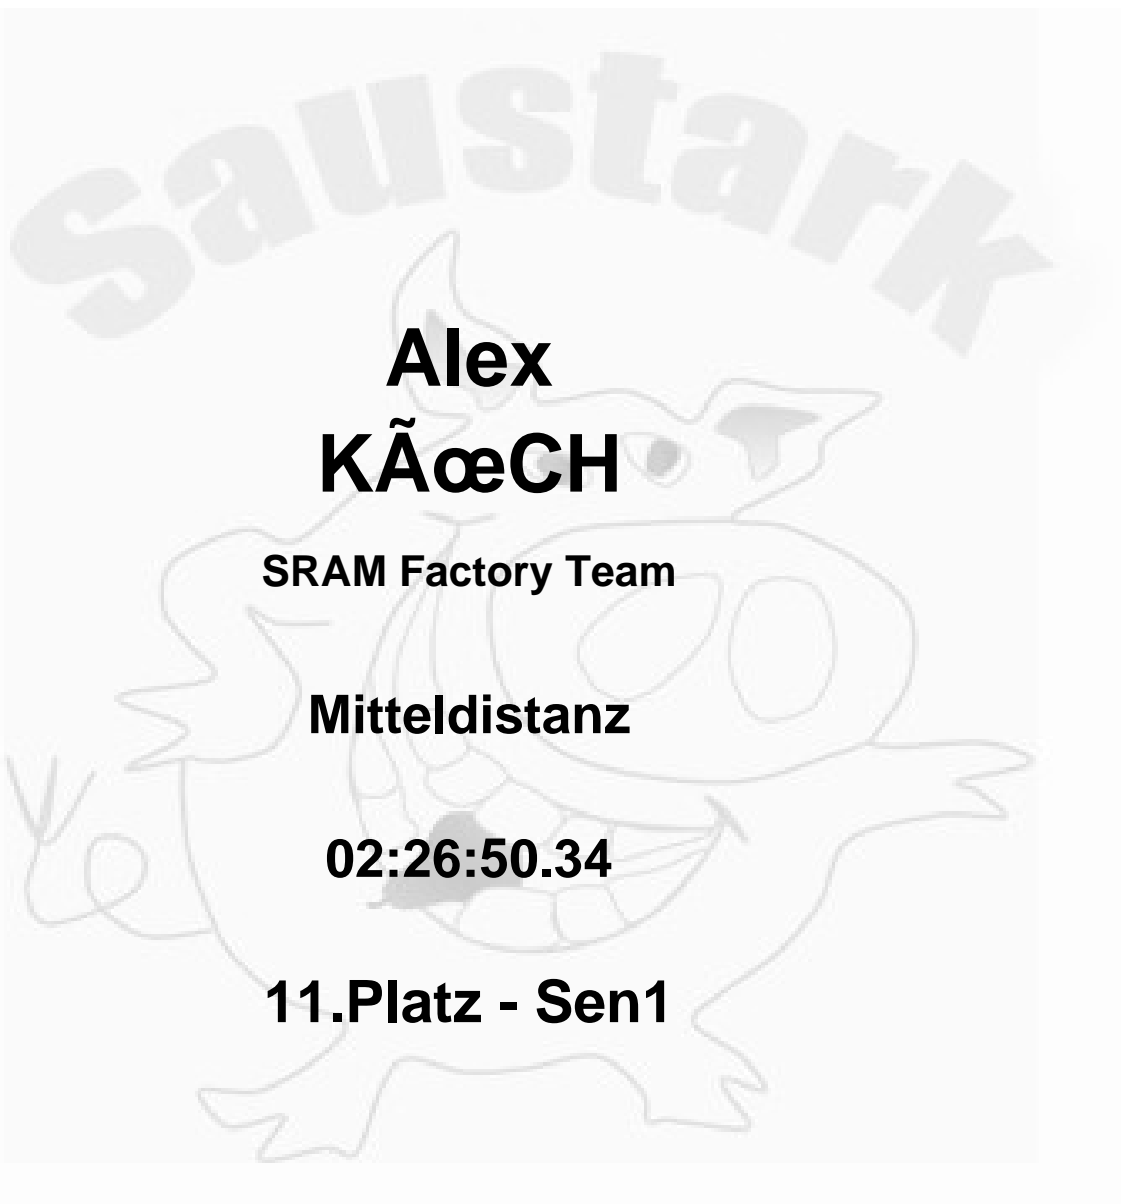 Saustark
Alex
KÃœCH
SRAM Factory Team
Mitteldistanz
02:26:50.34
11.Platz - Sen1